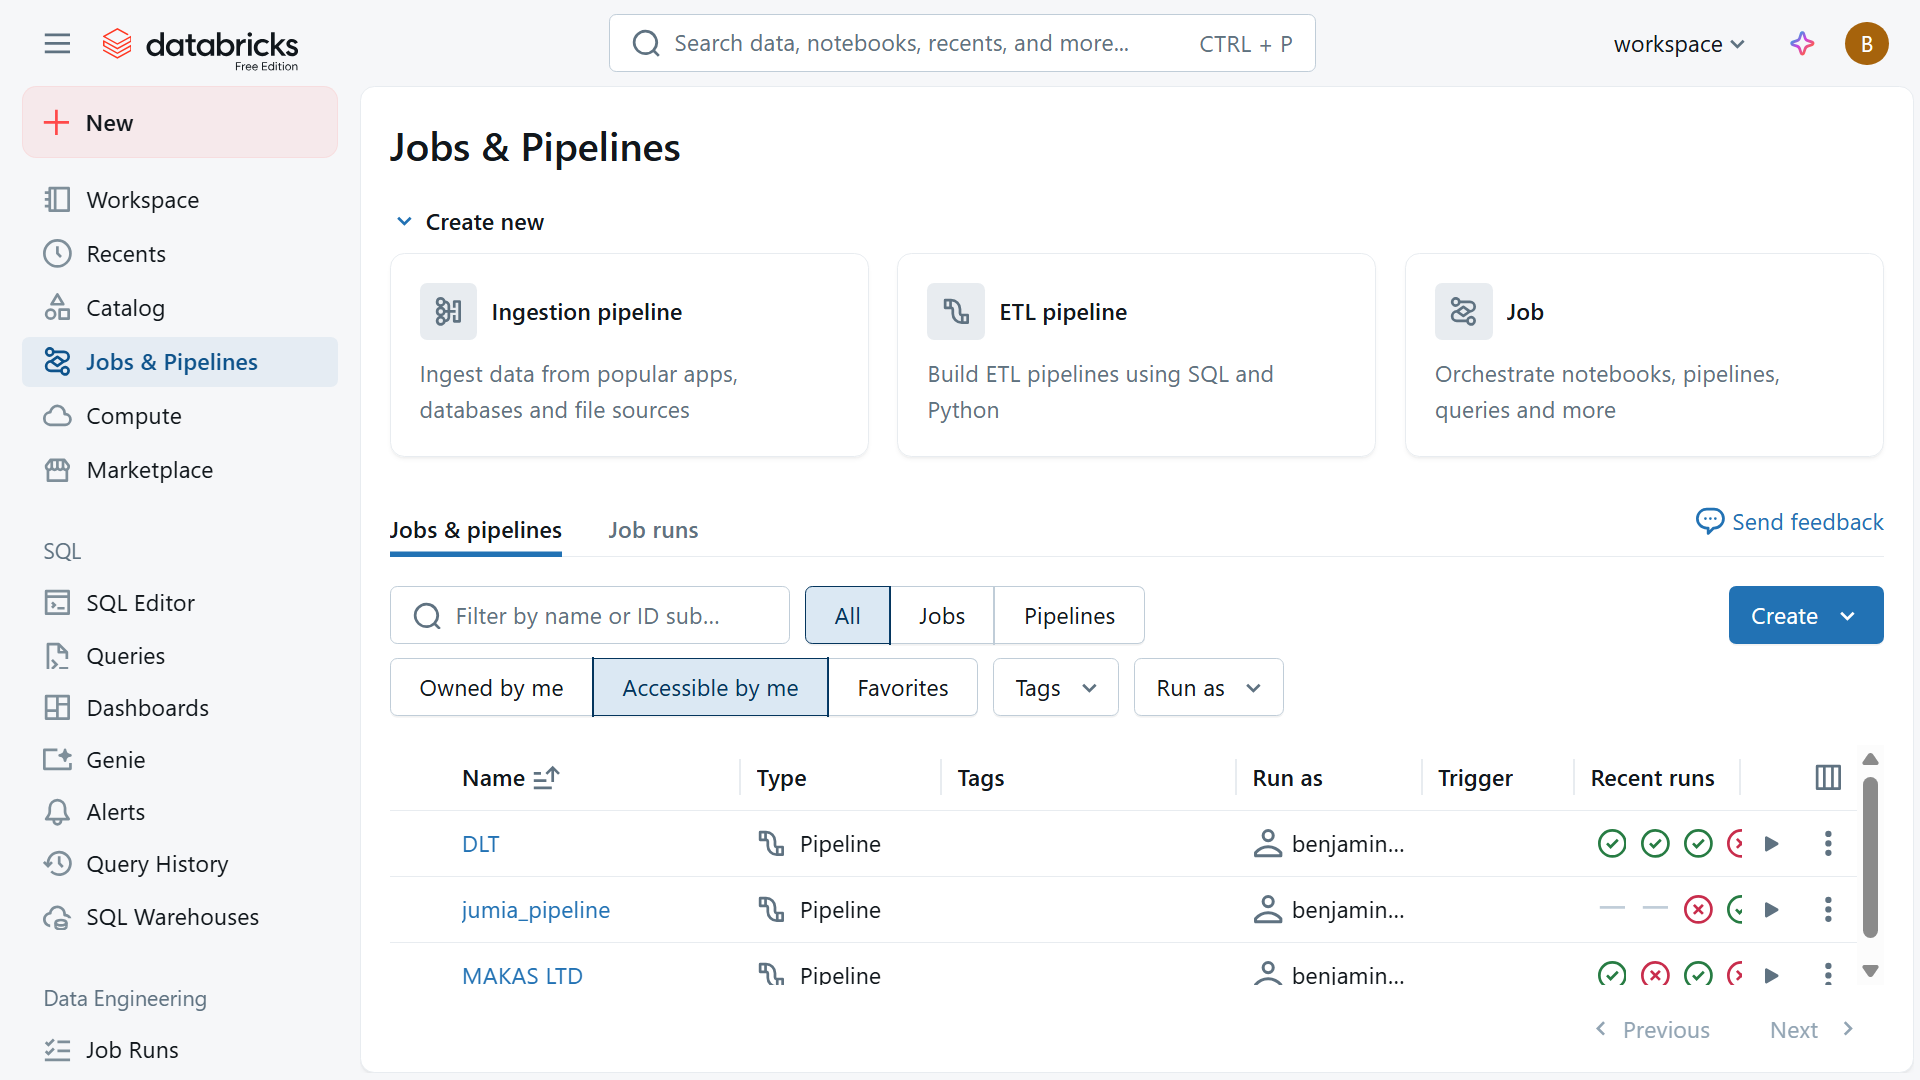 databricks
Free Edition
Search data, notebooks, recents, and more... CTRL + P
workspace
B
New
Workspace
Recents
Catalog
Jobs & Pipelines
Compute
Marketplace
SQL
SQL Editor
Queries
Dashboards
Genie
Alerts
Query History
SQL Warehouses
Data Engineering
Job Runs
Jobs & Pipelines
Create new
Ingestion pipeline
Ingest data from popular apps,
databases and file sources
ETL pipeline
Build ETL pipelines using SQL and
Python
Job
Orchestrate notebooks, pipelines,
queries and more
Jobs & pipelines Job runs
Send feedback
Filter by name or ID sub... All Jobs Pipelines
Create
Owned by me Accessible by me Favorites Tags Run as
Name Type Tags Run as Trigger Recent runs
DLT Pipeline benjamin...
jumia_pipeline Pipeline benjamin...
MAKAS LTD Pipeline benjamin...
Previous Next